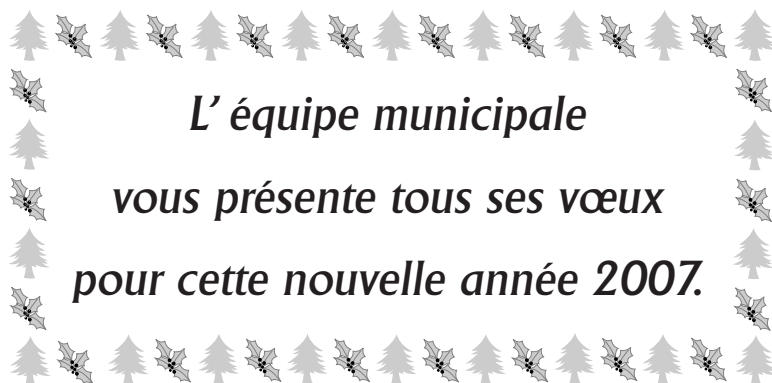 L’ équipe municipale
vous présente tous ses vœux
pour cette nouvelle année 2007.